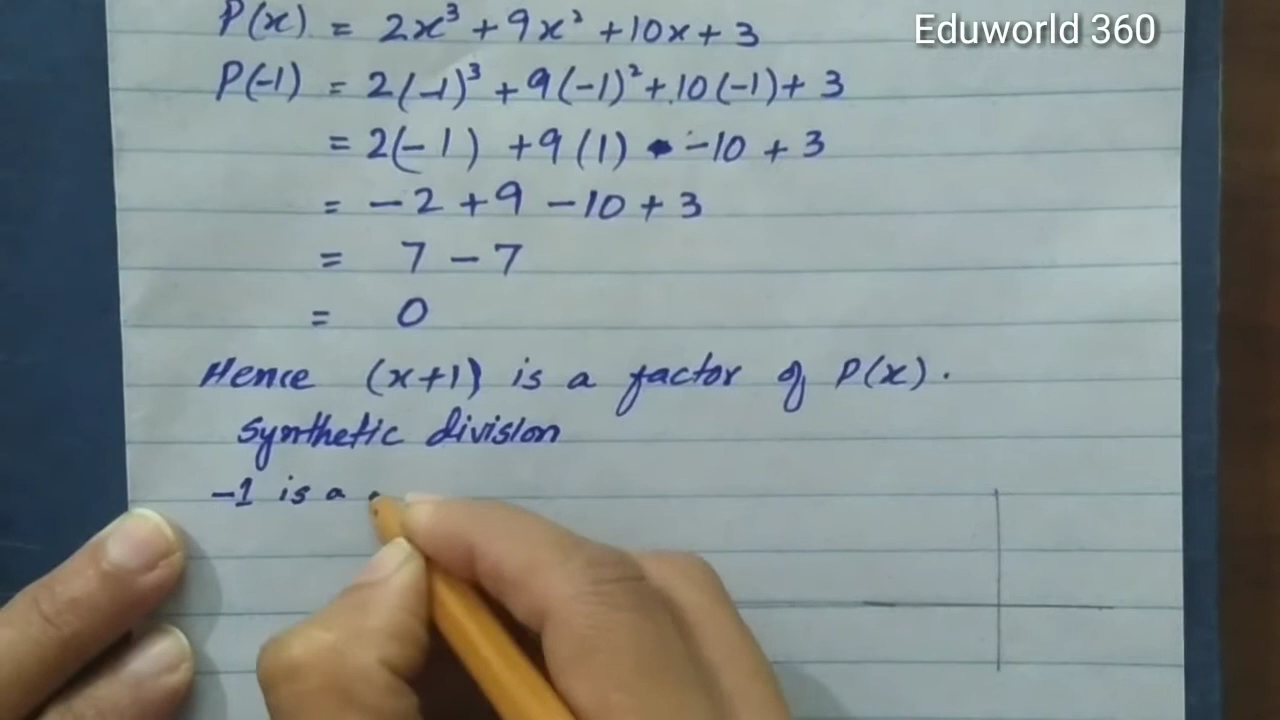 P(x) = 2x³ + 9x² + 10x + 3
Eduworld 360
P(-1) = 2(-1)³ + 9(-1)² + 10(-1) + 3
= 2(-1) + 9(1) -10 + 3
= -2 + 9 - 10 + 3
= 7 - 7
= 0
Hence (x+1) is a factor of P(x).
Synthetic division
-1 is a